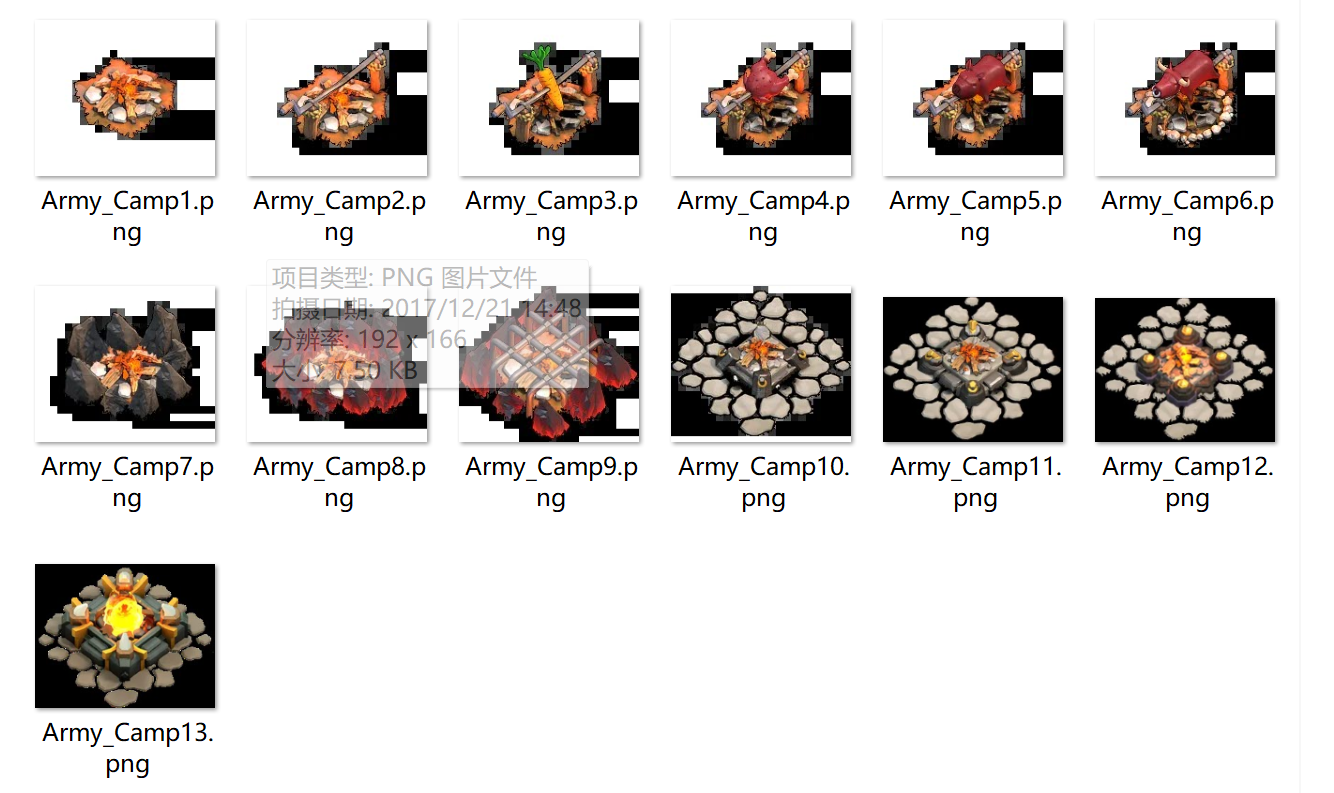 Army_Camp1.p
ng
Army_Camp2.p
ng
Army_Camp3.p
ng
Army_Camp4.p
ng
Army_Camp5.p
ng
Army_Camp6.p
ng
项目类型: PNG 图片文件
拍摄日期: 2017/12/21 14:48
分辨率: 192 x 166
大小: 7.50 KB
Army_Camp7.p
ng
Army_Camp8.p
ng
Army_Camp9.p
ng
Army_Camp10.
png
Army_Camp11.
png
Army_Camp12.
png
Army_Camp13.
png